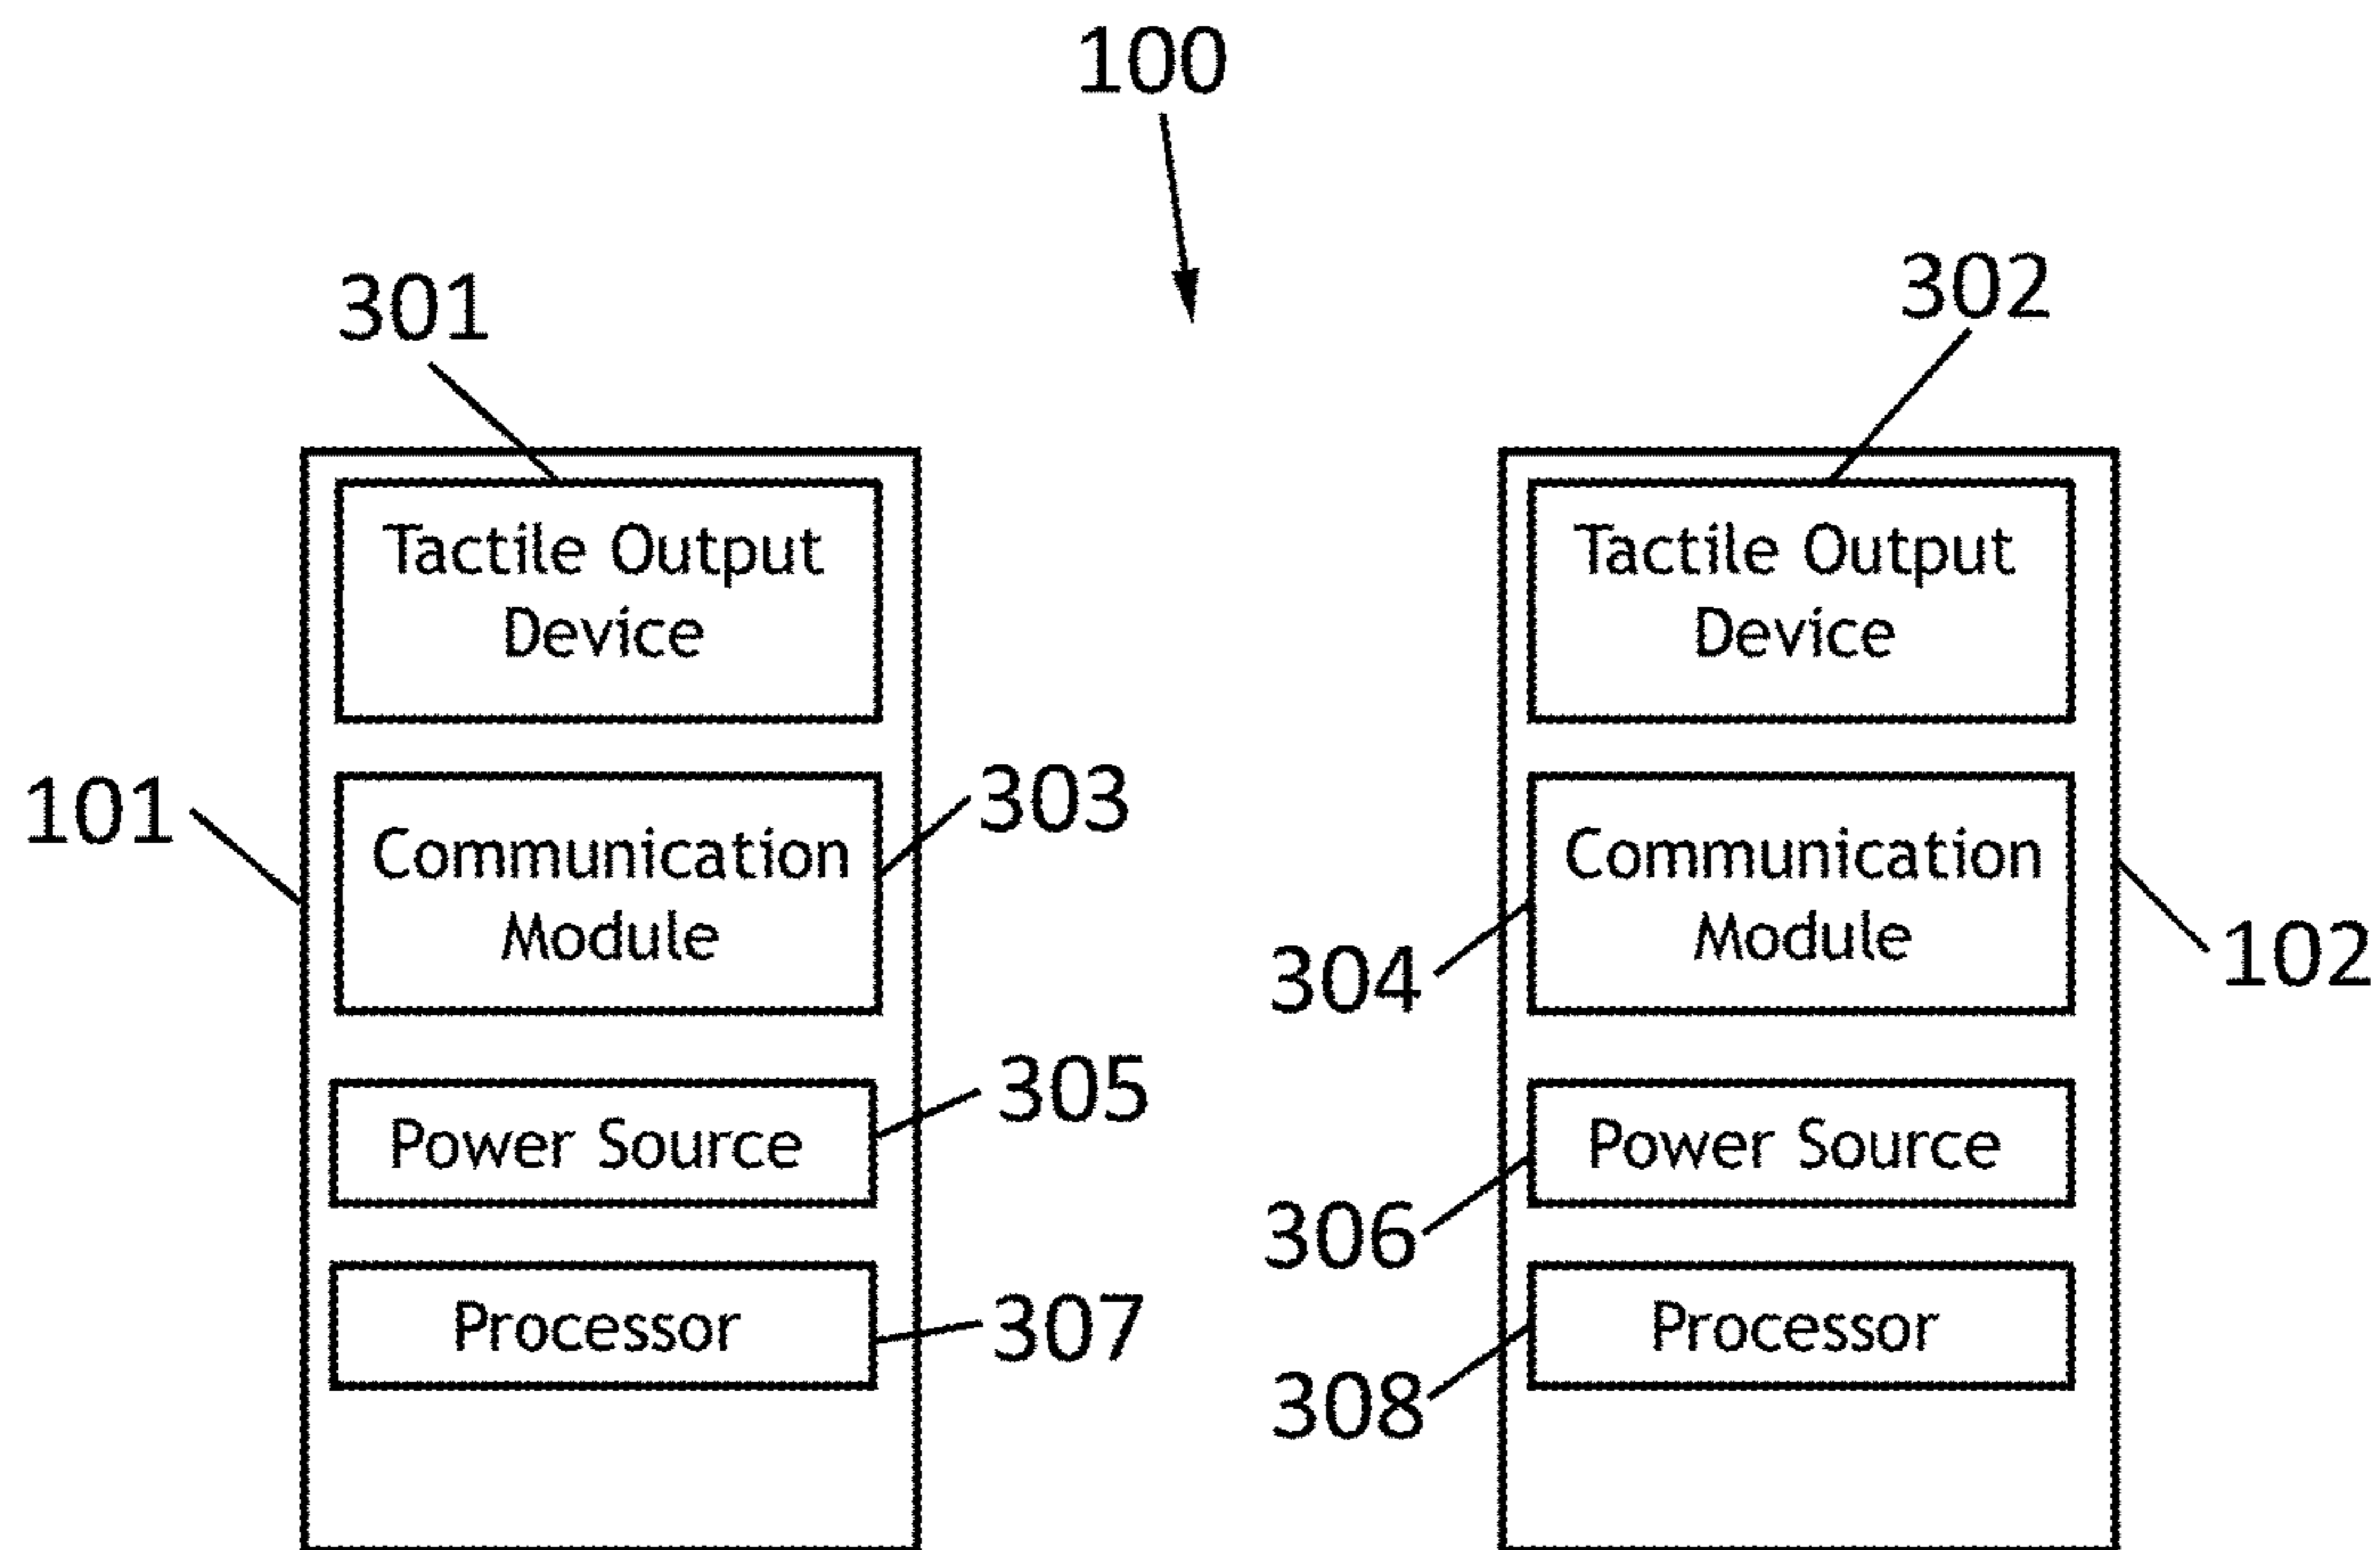 100
301
302
Tactile Output
Device
Tactile Output
Device
101
303
Communication
Module
Communication
Module
304
102
305
Power Source
Power Source
306
307
Processor
Processor
308